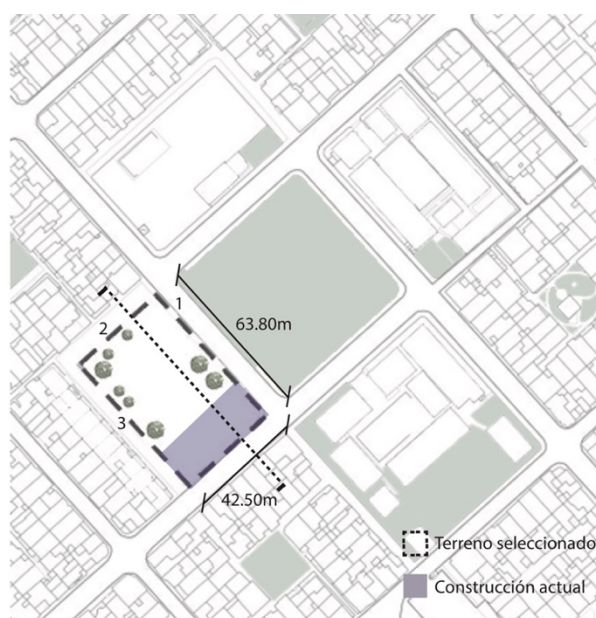 1
63.80m
2
3
42.50m
Terreno seleccionado
Construcción actual